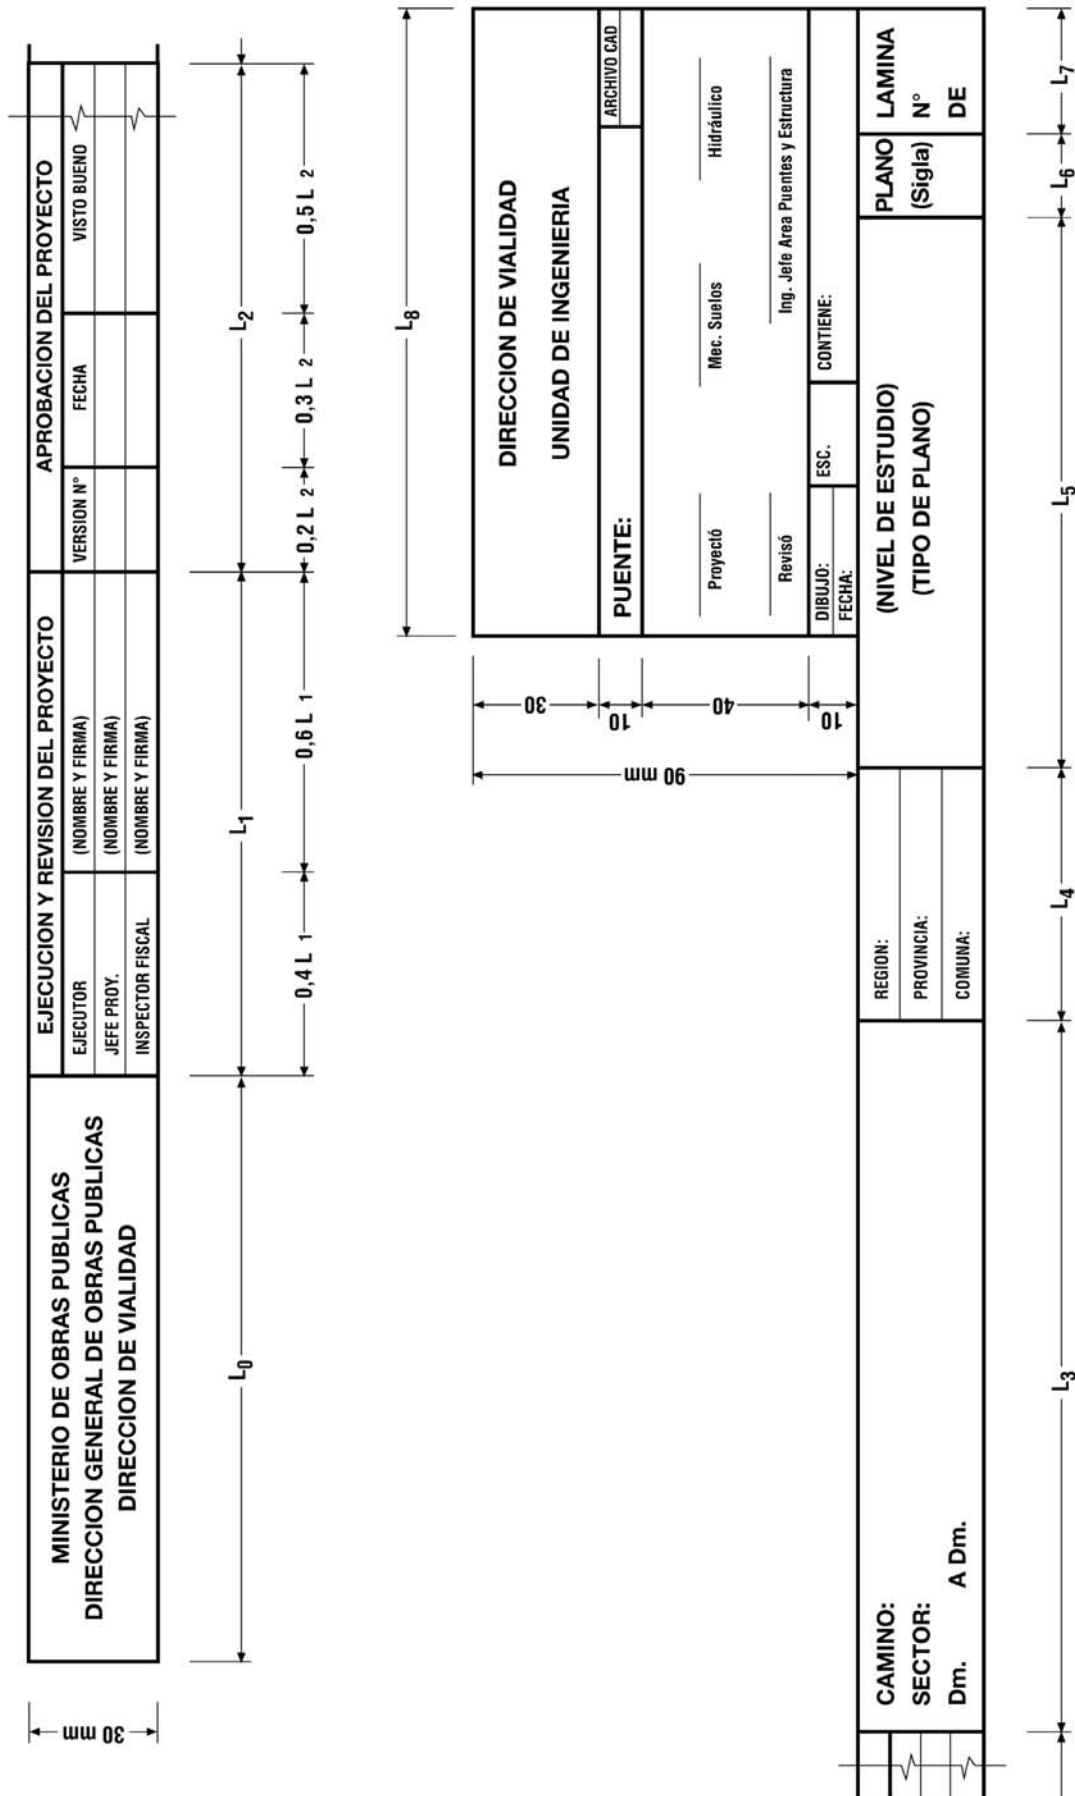 MINISTERIO DE OBRAS PUBLICAS
DIRECCION GENERAL DE OBRAS PUBLICAS
DIRECCION DE VIALIDAD
EJECUCION Y REVISION DEL PROYECTO
EJECUTOR (NOMBRE Y FIRMA)
JEFE PROY. (NOMBRE Y FIRMA)
INSPECTOR FISCAL (NOMBRE Y FIRMA)
APROBACION DEL PROYECTO
VERSION N° FECHA VISTO BUENO
30 mm
L0 L1 L2
0,4 L 1 0,6 L 1 0,2 L 2 0,3 L 2 0,5 L 2
L8
DIRECCION DE VIALIDAD
UNIDAD DE INGENIERIA
PUENTE: ARCHIVO CAD
Proyectó Mec. Suelos Hidráulico
Revisó Ing. Jefe Area Puentes y Estructura
DIBUJO: ESC. CONTIENE:
FECHA:
30
10
40
10
90 mm
CAMINO:
SECTOR:
Dm. A Dm.
REGION:
PROVINCIA:
COMUNA:
(NIVEL DE ESTUDIO)
(TIPO DE PLANO)
PLANO
(Sigla)
LAMINA
N°
DE
L3 L4 L5 L6 L7